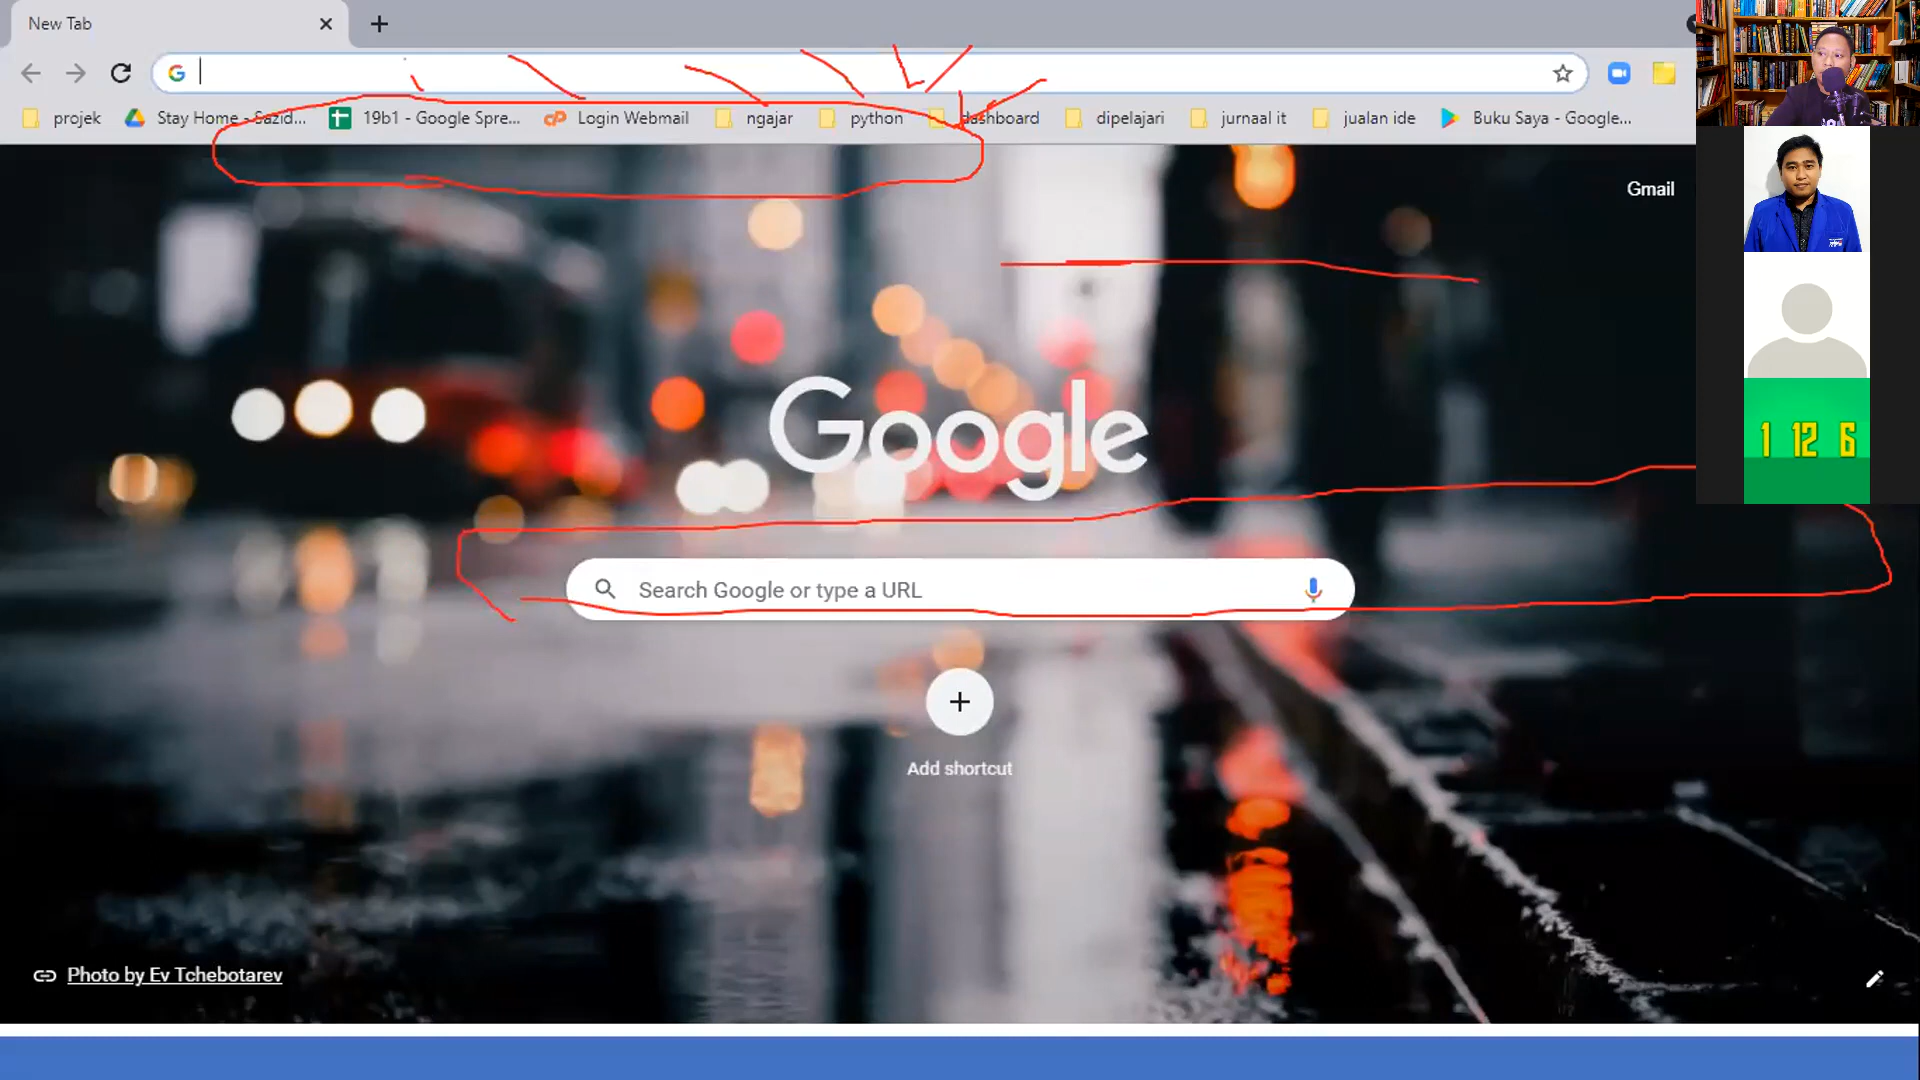 New Tab
projek Stay Home - Sazid... 19b1 - Google Spre... Login Webmail ngajar python dashboard dipelajari jurnaal it jualan ide Buku Saya - Google...
Gmail
Google
1 12 6
Search Google or type a URL
Add shortcut
Photo by Ev Tchebotarev